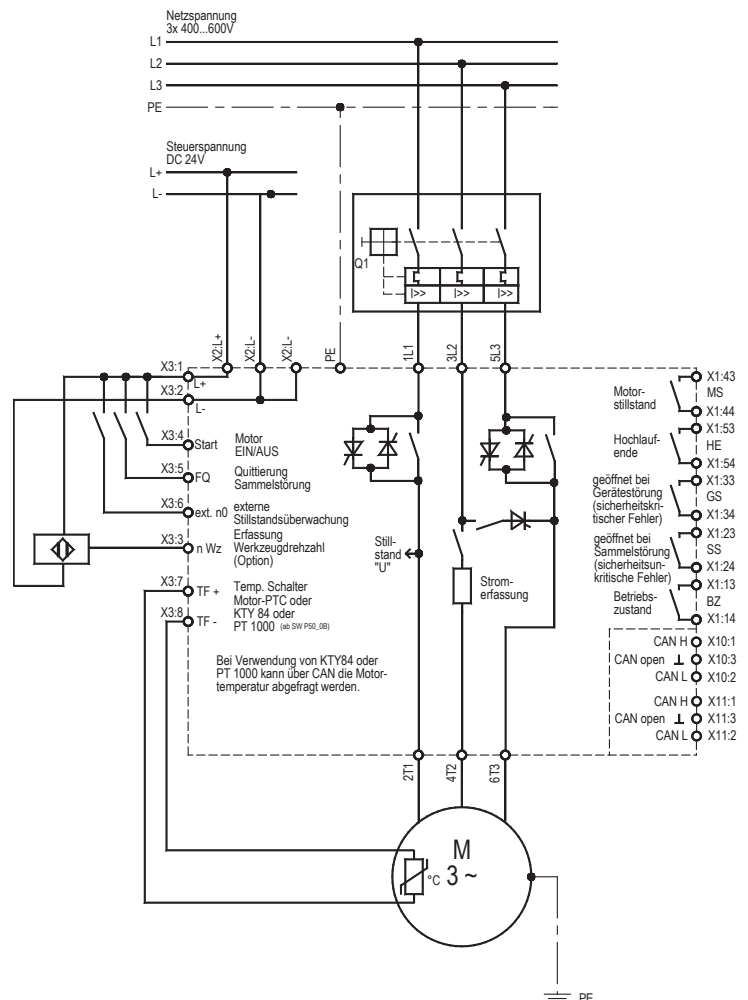 Netzspannung
3x 400...600V
L1
L2
L3
PE
Steuerspannung
DC 24V
L+
L-
Q1
I>>
I>>
I>>
X2:L+
X2:L-
X2:L-
PE
1L1
3L2
5L3
X3:1
L+
X3:2
L-
X3:4
Start
Motor
EIN/AUS
X3:5
FQ
Quittierung
Sammelstörung
X3:6
ext. n0
externe
Stillstandsüberwachung
X3:3
n Wz
Erfassung
Werkzeugdrehzahl
(Option)
X3:7
TF +
X3:8
TF -
Temp. Schalter
Motor-PTC oder
KTY 84 oder
PT 1000 (ab SW P50_0B)
Bei Verwendung von KTY84 oder
PT 1000 kann über CAN die Motor-
temperatur abgefragt werden.
Still-
stand
"U"
Strom-
erfassung
Motor-
stillstand
X1:43
MS
X1:44
Hochlauf-
ende
X1:53
HE
X1:54
geöffnet bei
Gerätestörung
(sicherheitskri-
tischer Fehler)
X1:33
GS
X1:34
geöffnet bei
Sammelstörung
(sicherheitsun-
kritische Fehler)
X1:23
SS
X1:24
Betriebs-
zustand
X1:13
BZ
X1:14
CAN H X10:1
CAN open ⊥ X10:3
CAN L X10:2
CAN H X11:1
CAN open ⊥ X11:3
CAN L X11:2
2T1
4T2
6T3
M
3 ~
°C
PE